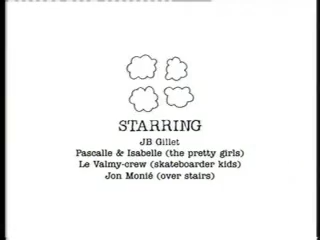 STARRING
JB Gillet
Pascalle & Isabelle (the pretty girls)
Le Valmy-crew (skateboarder kids)
Jon Monié (over stairs)